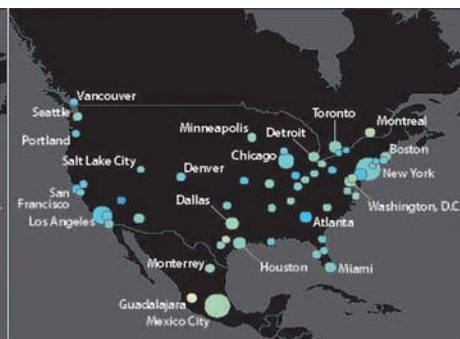 Vancouver
Seattle
Portland
Salt Lake City
San
Francisco
Los Angeles
Minneapolis
Denver
Chicago
Detroit
Toronto
Montreal
Boston
New York
Washington, D.C.
Dallas
Atlanta
Monterrey
Houston
Miami
Guadalajara
Mexico City